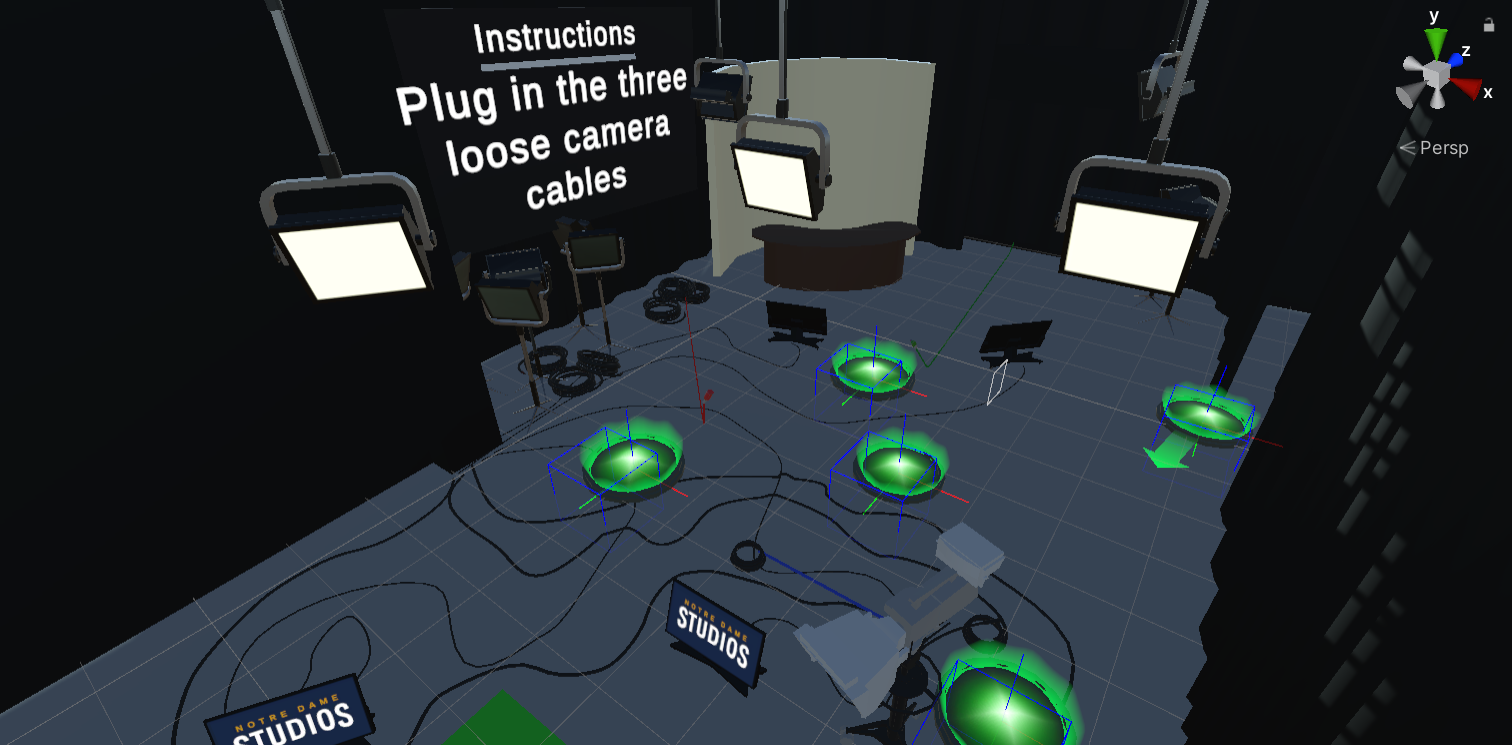 Instructions
Plug in the three
loose camera
cables
y
z
x
Persp
NOTRE DAME
STUDIOS
NOTRE DAME
STUDIOS